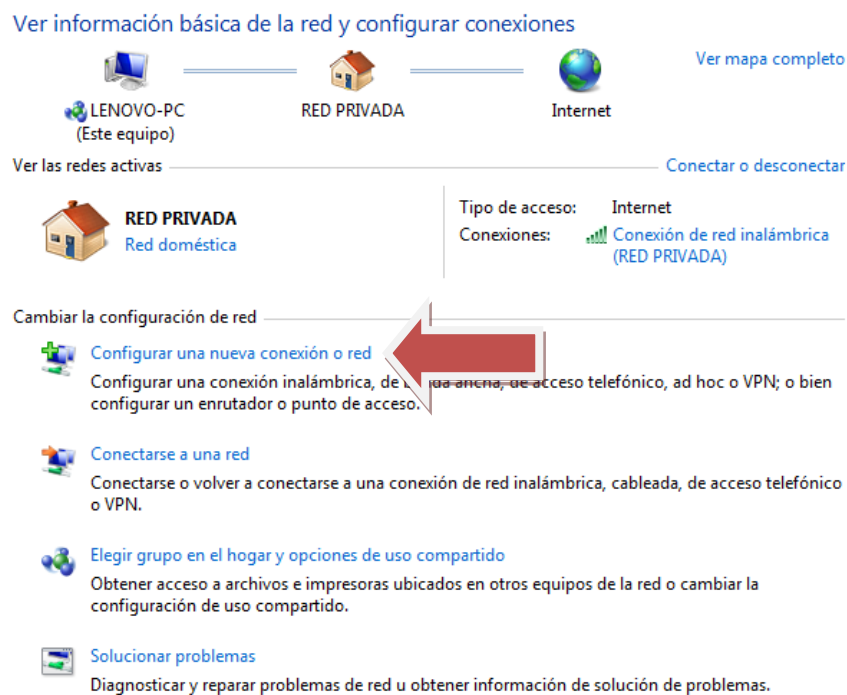 Ver información básica de la red y configurar conexiones
Ver mapa completo
LENOVO-PC
(Este equipo)
RED PRIVADA
Internet
Ver las redes activas
Conectar o desconectar
RED PRIVADA
Red doméstica
Tipo de acceso: Internet
Conexiones: Conexión de red inalámbrica
(RED PRIVADA)
Cambiar la configuración de red
Configurar una nueva conexión o red
Configurar una conexión inalámbrica, de ancha, de acceso telefónico, ad hoc o VPN; o bien
configurar un enrutador o punto de acceso.
Conectarse a una red
Conectarse o volver a conectarse a una conexión de red inalámbrica, cableada, de acceso telefónico
o VPN.
Elegir grupo en el hogar y opciones de uso compartido
Obtener acceso a archivos e impresoras ubicados en otros equipos de la red o cambiar la
configuración de uso compartido.
Solucionar problemas
Diagnosticar y reparar problemas de red u obtener información de solución de problemas.